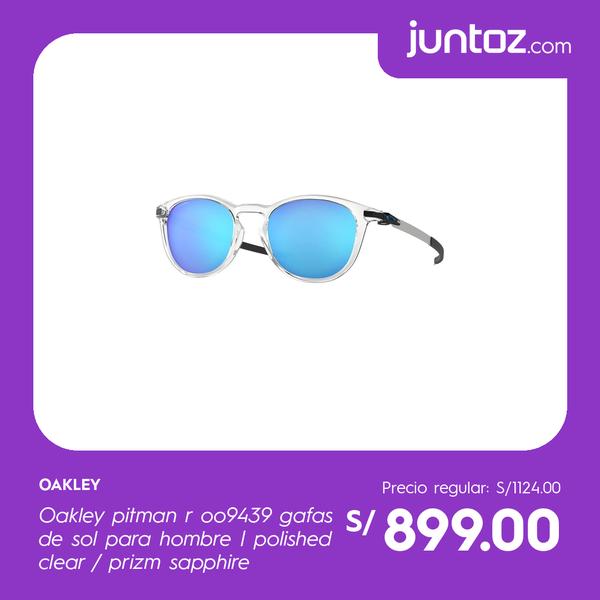 juntoz.com
OAKLEY
Oakley pitman r oo9439 gafas
de sol para hombre | polished
clear / prizm sapphire
Precio regular: S/1124.00
S/ 899.00